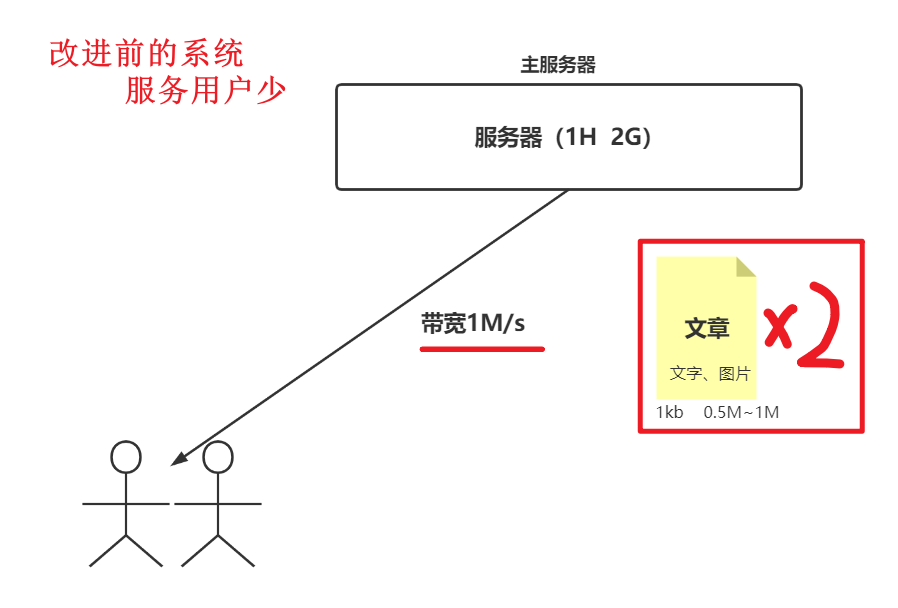 改进前的系统
服务用户少
主服务器
服务器（1H 2G）
带宽1M/s
文章
×2
文字、图片
1kb 0.5M~1M